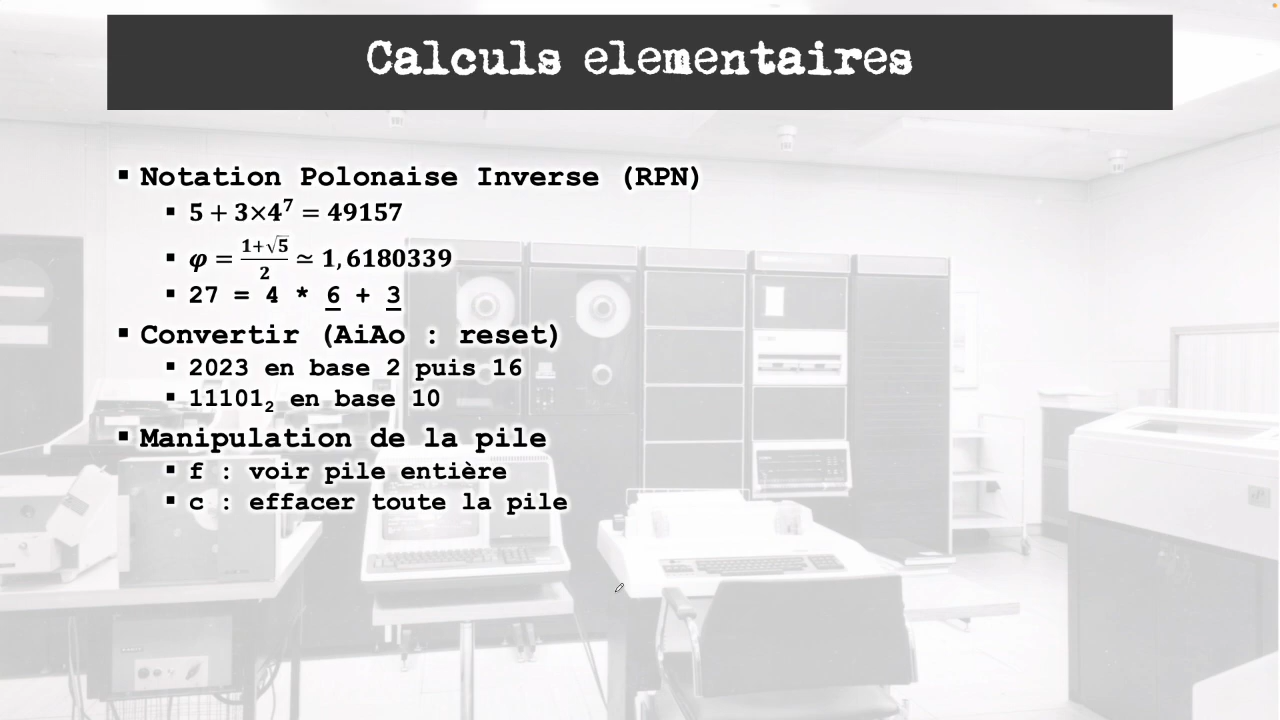 Calculs elementaires
▪ Notation Polonaise Inverse (RPN)
▪ 5 + 3×4⁷ = 49157
▪ φ = (1+√5)/2 ≃ 1,6180339
▪ 27 = 4 * 6 + 3
▪ Convertir (AiAo : reset)
▪ 2023 en base 2 puis 16
▪ 11101₂ en base 10
▪ Manipulation de la pile
▪ f : voir pile entière
▪ c : effacer toute la pile